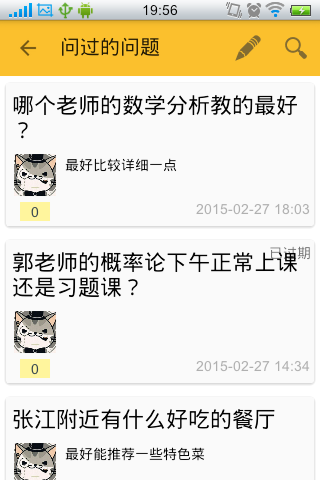 19:56
问过的问题
哪个老师的数学分析教的最好
？
最好比较详细一点
0
2015-02-27 18:03
已过期
郭老师的概率论下午正常上课
还是习题课？
0
2015-02-27 14:34
张江附近有什么好吃的餐厅
最好能推荐一些特色菜